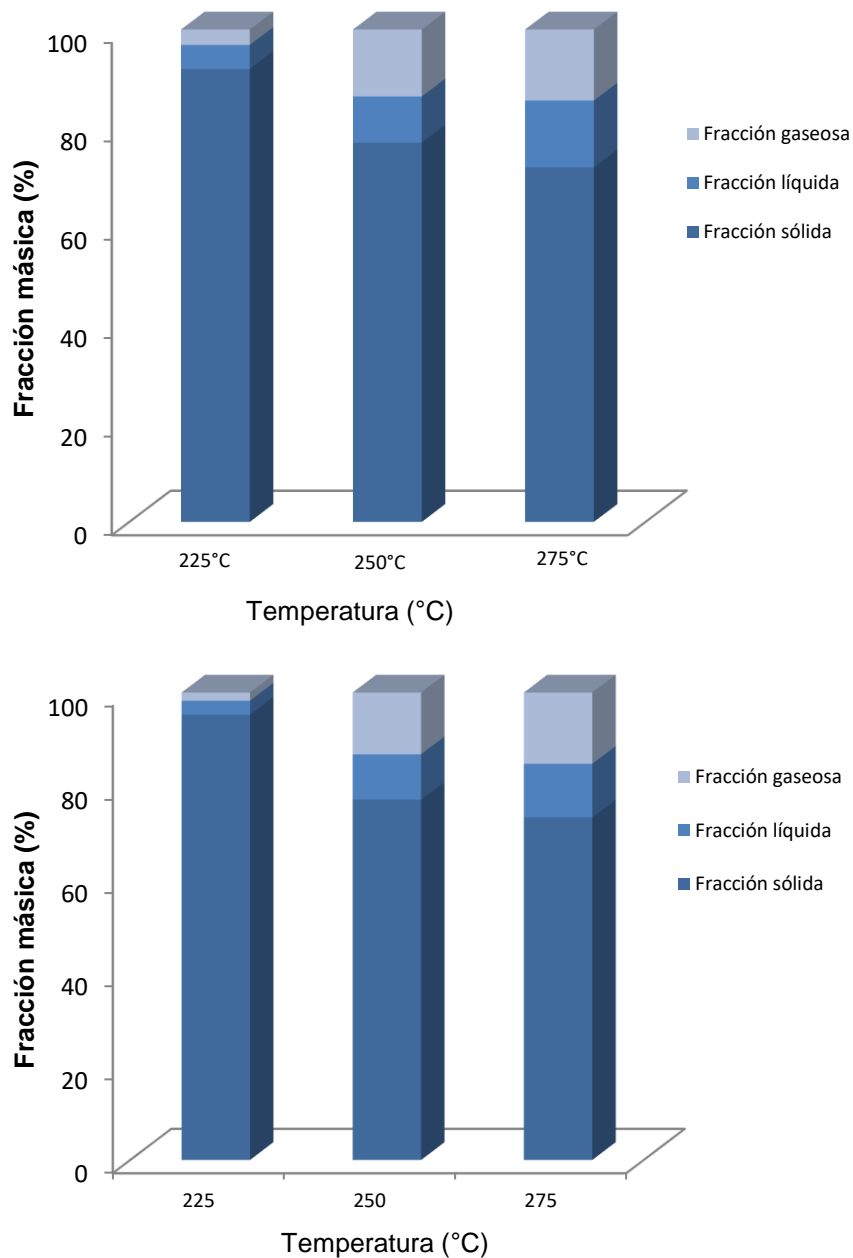 100
80
60
40
20
0
Fracción másica (%)
225°C
250°C
275°C
Temperatura (°C)
Fracción gaseosa
Fracción líquida
Fracción sólida
100
80
60
40
20
0
Fracción másica (%)
225
250
275
Temperatura (°C)
Fracción gaseosa
Fracción líquida
Fracción sólida